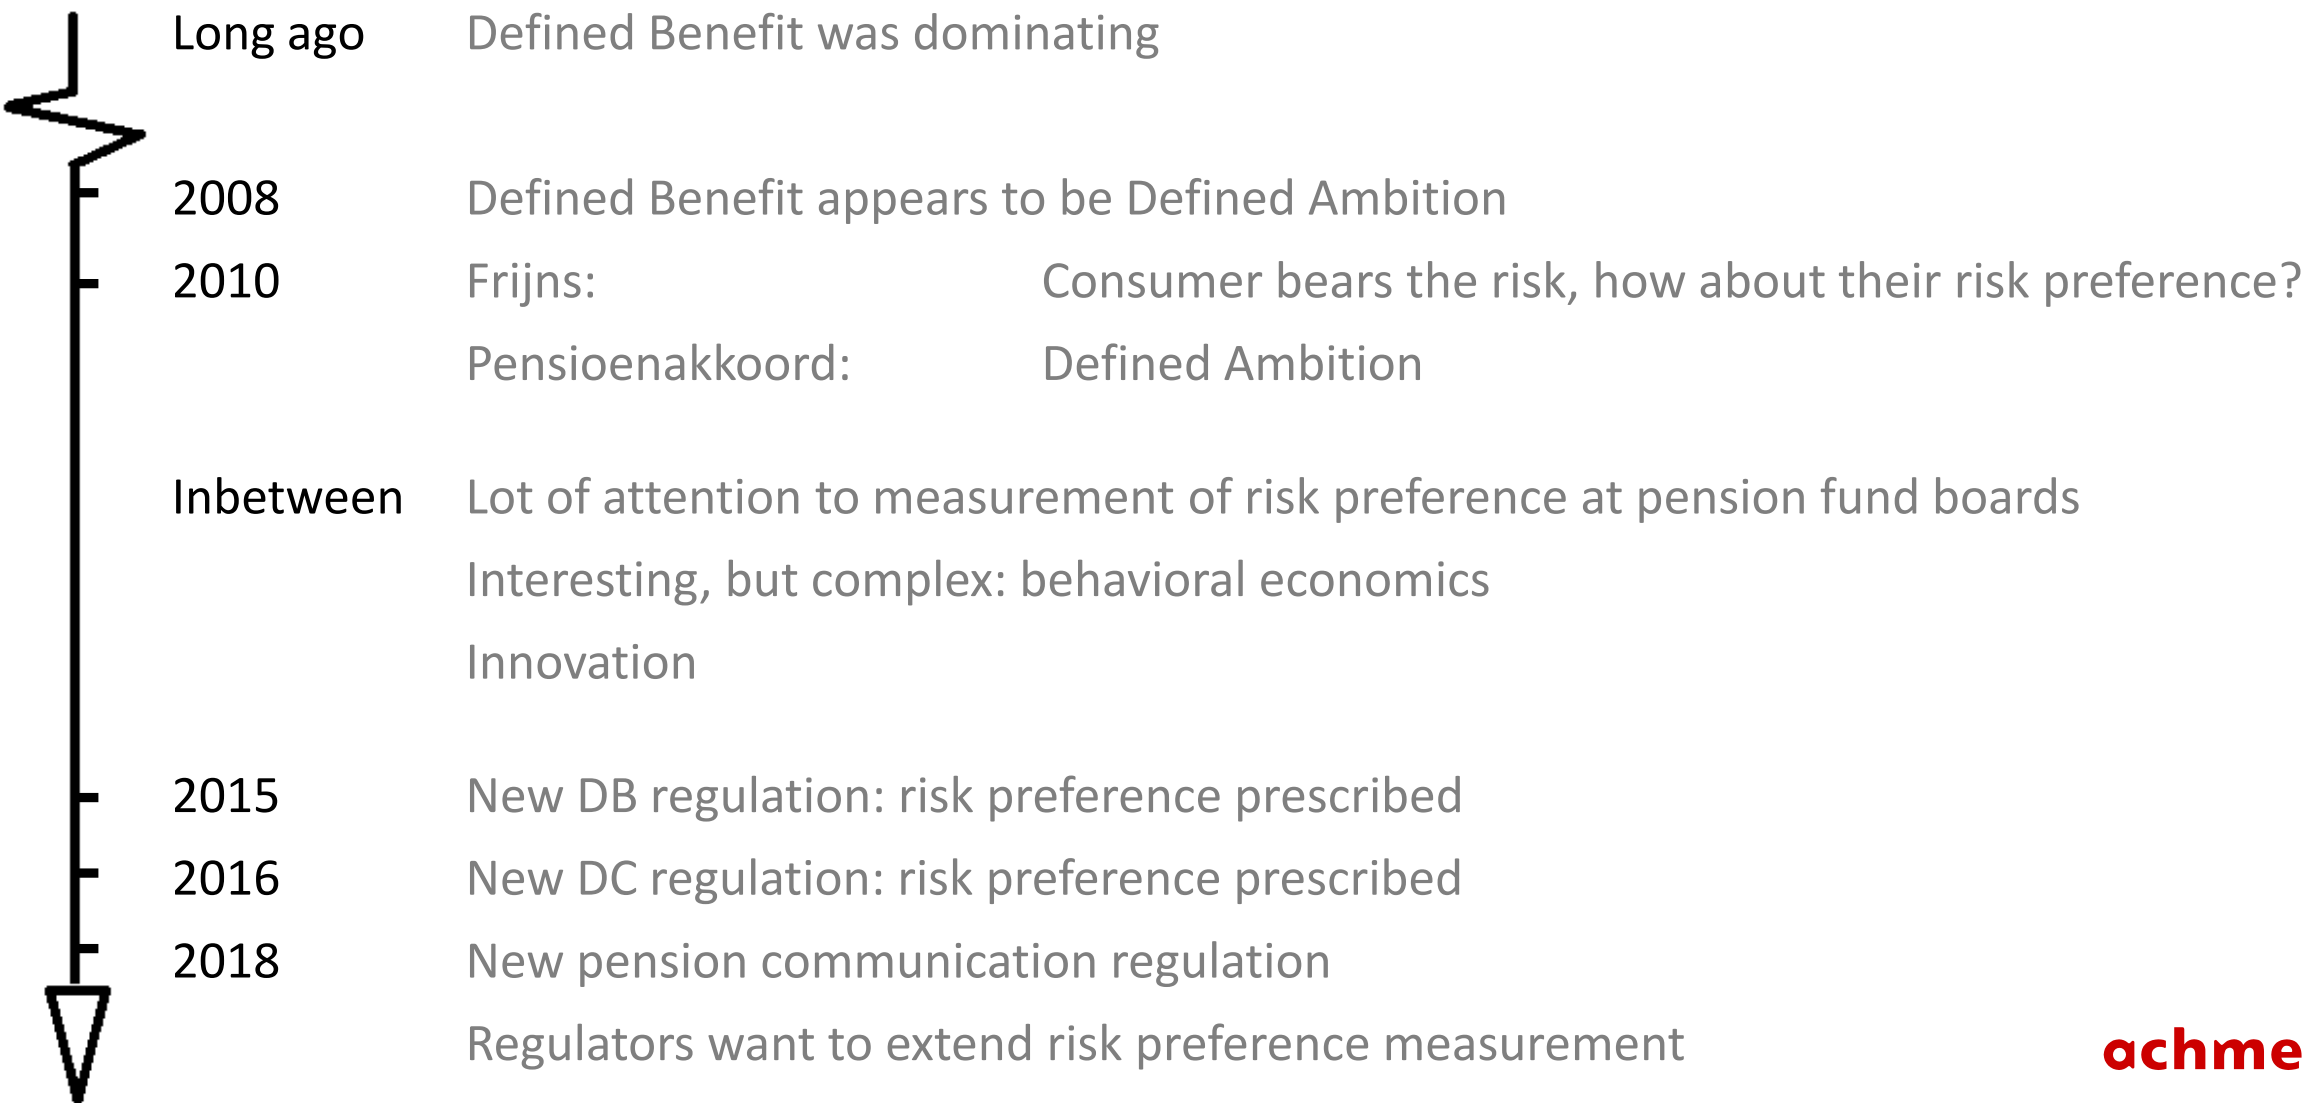 Long ago Defined Benefit was dominating
2008 Defined Benefit appears to be Defined Ambition
2010 Frijns: Consumer bears the risk, how about their risk preference?
Pensioenakkoord: Defined Ambition
Inbetween Lot of attention to measurement of risk preference at pension fund boards
Interesting, but complex: behavioral economics
Innovation
2015 New DB regulation: risk preference prescribed
2016 New DC regulation: risk preference prescribed
2018 New pension communication regulation
Regulators want to extend risk preference measurement
achme